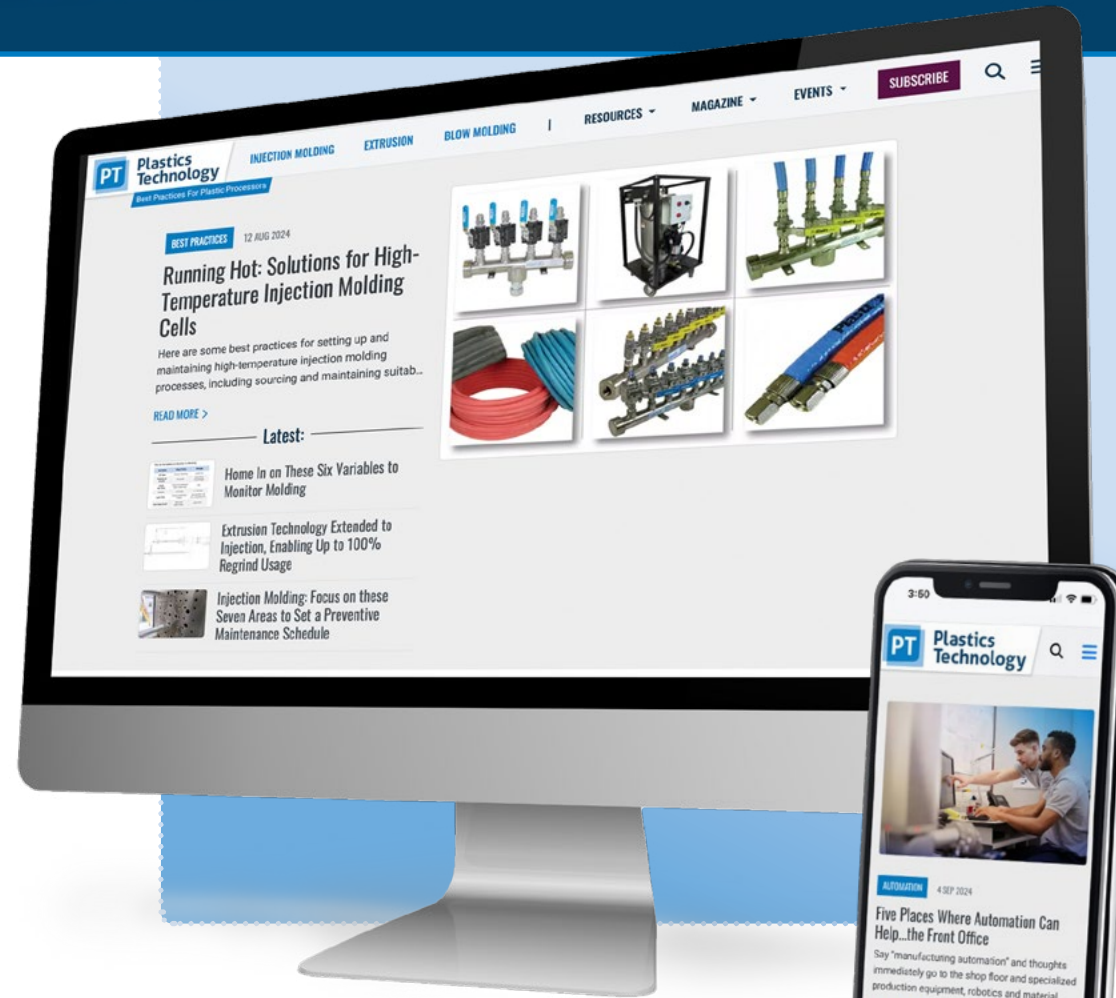 PT Plastics Technology
Best Practices For Plastic Processors
INJECTION MOLDING EXTRUSION BLOW MOLDING | RESOURCES MAGAZINE EVENTS SUBSCRIBE
BEST PRACTICES 12 AUG 2024
Running Hot: Solutions for High-
Temperature Injection Molding
Cells
Here are some best practices for setting up and
maintaining high-temperature injection molding
processes, including sourcing and maintaining suitab...
READ MORE >
Latest:
Home In on These Six Variables to
Monitor Molding
Extrusion Technology Extended to
Injection, Enabling Up to 100%
Regrind Usage
Injection Molding: Focus on these
Seven Areas to Set a Preventive
Maintenance Schedule
3:50
PT Plastics
Technology
AUTOMATION 4 SEP 2024
Five Places Where Automation Can
Help...the Front Office
Say "manufacturing automation" and thoughts
immediately go to the shop floor and specialized
production equipment, robotics and material